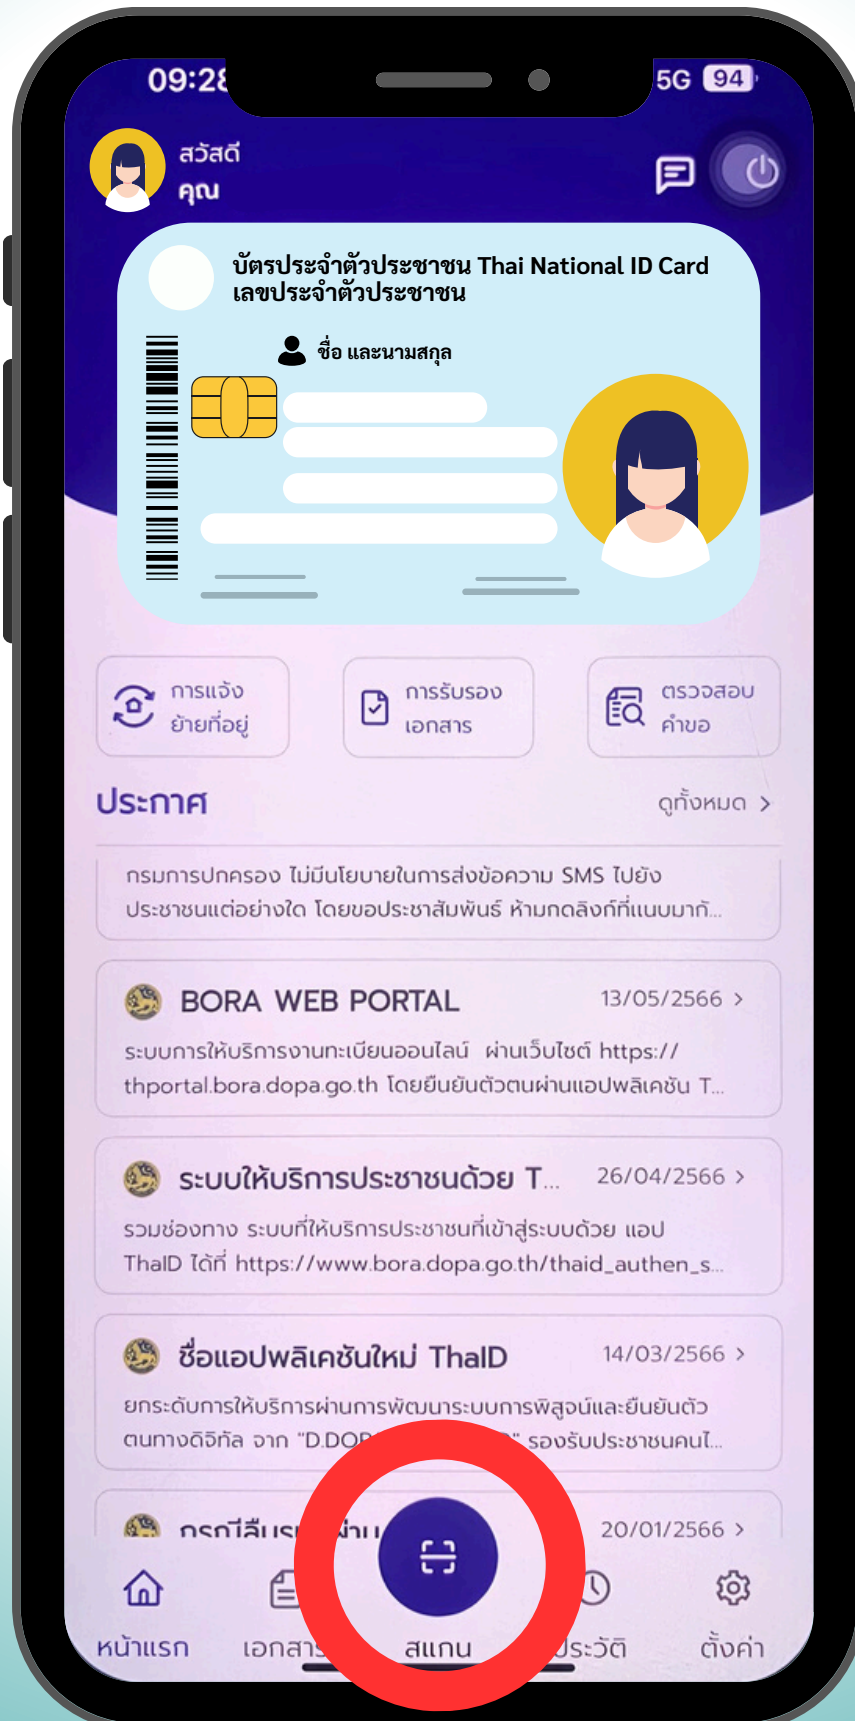 5G 94
สวัสดี
คุณ
บัตรประจำตัวประชาชน Thai National ID Card
เลขประจำตัวประชาชน
ชื่อ และนามสกุล
การแจ้ง
ย้ายที่อยู่
การรับรอง
เอกสาร
ตรวจสอบ
คำขอ
ประกาศ
ดูทั้งหมด >
กรมการปกครอง ไม่มีนโยบายในการส่งข้อความ SMS ไปยัง
ประชาชนแต่อย่างใด โดยขอประชาสัมพันธ์ ห้ามกดลิงก์ที่แนบมากั...
BORA WEB PORTAL 13/05/2566 >
ระบบการให้บริการงานทะเบียนออนไลน์ ผ่านเว็บไซต์ https://
thportal.bora.dopa.go.th โดยยืนยันตัวตนผ่านแอปพลิเคชัน T...
ระบบให้บริการประชาชนด้วย T... 26/04/2566 >
รวมช่องทาง ระบบที่ให้บริการประชาชนที่เข้าสู่ระบบด้วย แอป
ThaID ได้ที่ https://www.bora.dopa.go.th/thaid_authen_s...
ชื่อแอปพลิเคชันใหม่ ThaID 14/03/2566 >
ยกระดับการให้บริการผ่านการพัฒนาระบบการพิสูจน์และยืนยันตัว
ตนทางดิจิทัล จาก "D.DOP รองรับประชาชนคนไ...
20/01/2566 >
หน้าแรก
เอกสาร
สแกน
ประวัติ
ตั้งค่า